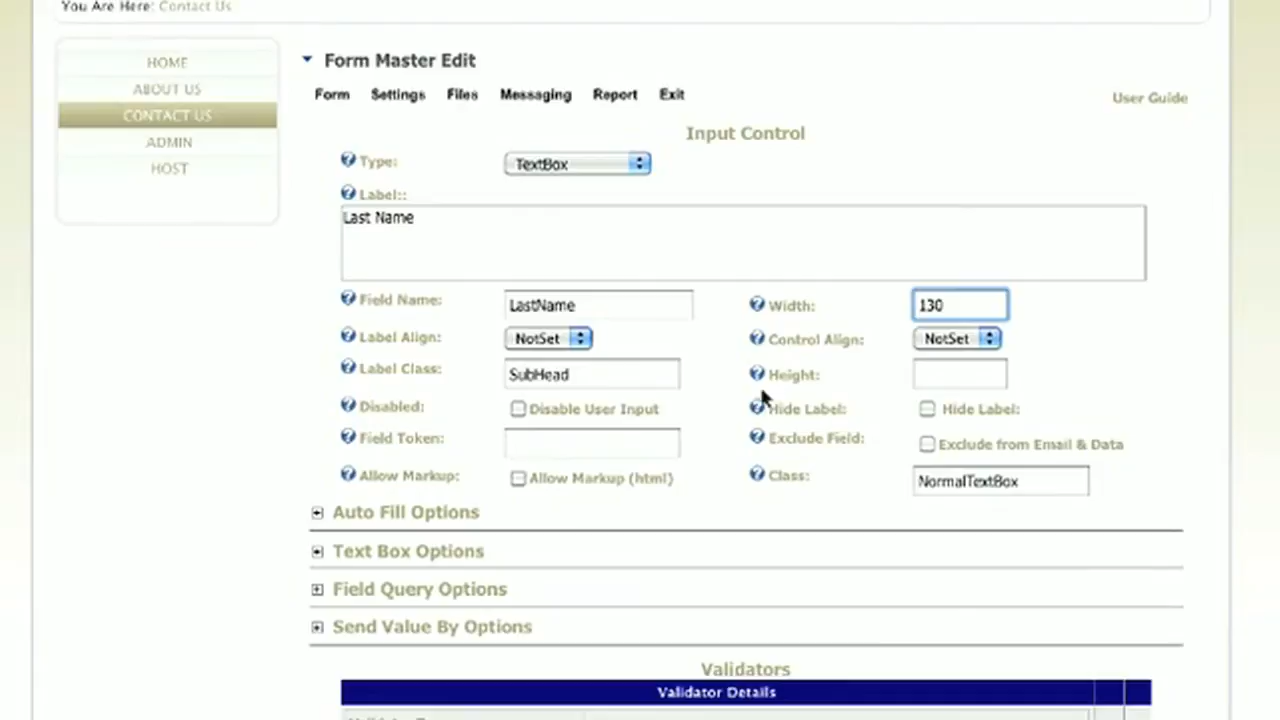 You Are Here: Contact Us
HOME
ABOUT US
CONTACT US
ADMIN
HOST
Form Master Edit
Form Settings Files Messaging Report Exit
User Guide
Input Control
Type: TextBox
Label::
Last Name
Field Name: LastName Width: 130
Label Align: NotSet Control Align: NotSet
Label Class: SubHead Height:
Disabled: Disable User Input Hide Label: Hide Label:
Field Token: Exclude Field: Exclude from Email & Data
Allow Markup: Allow Markup (html) Class: NormalTextBox
Auto Fill Options
Text Box Options
Field Query Options
Send Value By Options
Validators
Validator Details